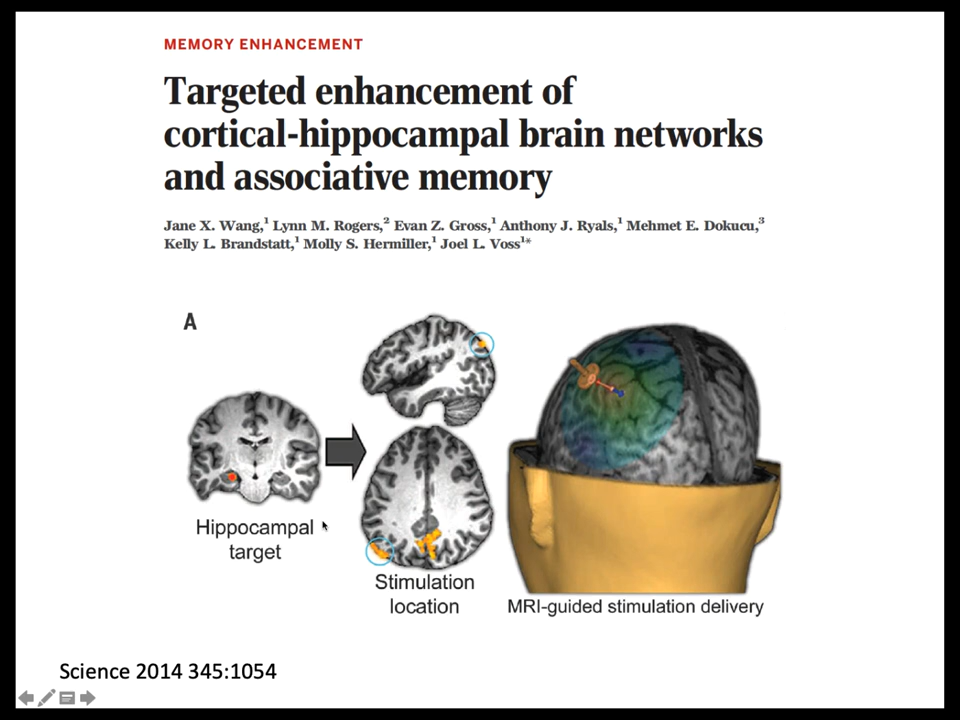 MEMORY ENHANCEMENT
Targeted enhancement of
cortical-hippocampal brain networks
and associative memory
Jane X. Wang,¹ Lynn M. Rogers,² Evan Z. Gross,¹ Anthony J. Ryals,¹ Mehmet E. Dokucu,³
Kelly L. Brandstatt,¹ Molly S. Hermiller,¹ Joel L. Voss¹*
A
Hippocampal
target
Stimulation
location
MRI-guided stimulation delivery
Science 2014 345:1054